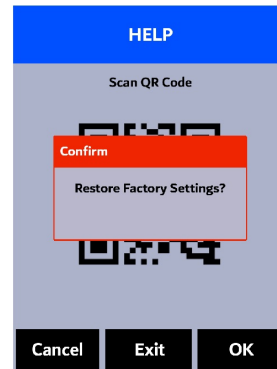 HELP
Scan QR Code
Confirm
Restore Factory Settings?
Cancel Exit OK